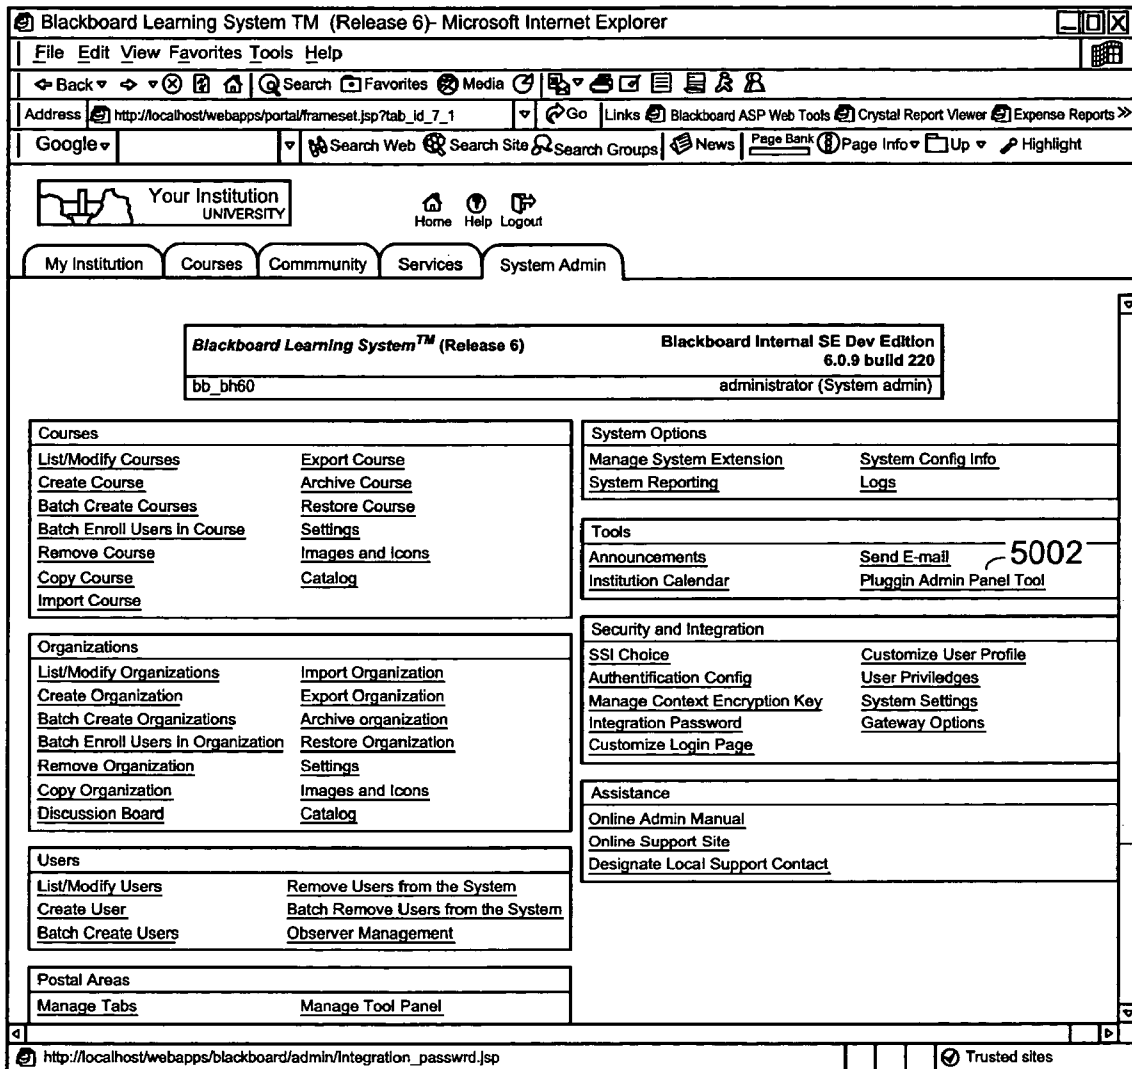 Blackboard Learning System TM (Release 6)- Microsoft Internet Explorer
File Edit View Favorites Tools Help
Back Search Favorites Media
Address http://localhost/webapps/portal/frameset.jsp?tab_id_7_1 Go Links Blackboard ASP Web Tools Crystal Report Viewer Expense Reports >>
Google Search Web Search Site Search Groups News Page Bank Page Info Up Highlight
Your Institution
UNIVERSITY
Home Help Logout
My Institution Courses Commmunity Services System Admin
Blackboard Learning System TM (Release 6) Blackboard Internal SE Dev Edition
6.0.9 build 220
bb_bh60 administrator (System admin)
Courses
List/Modify Courses Export Course
Create Course Archive Course
Batch Create Courses Restore Course
Batch Enroll Users in Course Settings
Remove Course Images and Icons
Copy Course Catalog
Import Course
Organizations
List/Modify Organizations Import Organization
Create Organization Export Organization
Batch Create Organizations Archive organization
Batch Enroll Users in Organization Restore Organization
Remove Organization Settings
Copy Organization Images and Icons
Discussion Board Catalog
Users
List/Modify Users Remove Users from the System
Create User Batch Remove Users from the System
Batch Create Users Observer Management
Postal Areas
Manage Tabs Manage Tool Panel
System Options
Manage System Extension System Config Info
System Reporting Logs
Tools
Announcements Send E-mail 5002
Institution Calendar Pluggin Admin Panel Tool
Security and Integration
SSI Choice Customize User Profile
Authentification Config User Priviledges
Manage Context Encryption Key System Settings
Integration Password Gateway Options
Customize Login Page
Assistance
Online Admin Manual
Online Support Site
Designate Local Support Contact
http://localhost/webapps/blackboard/admin/Integration_passwrd.jsp Trusted sites